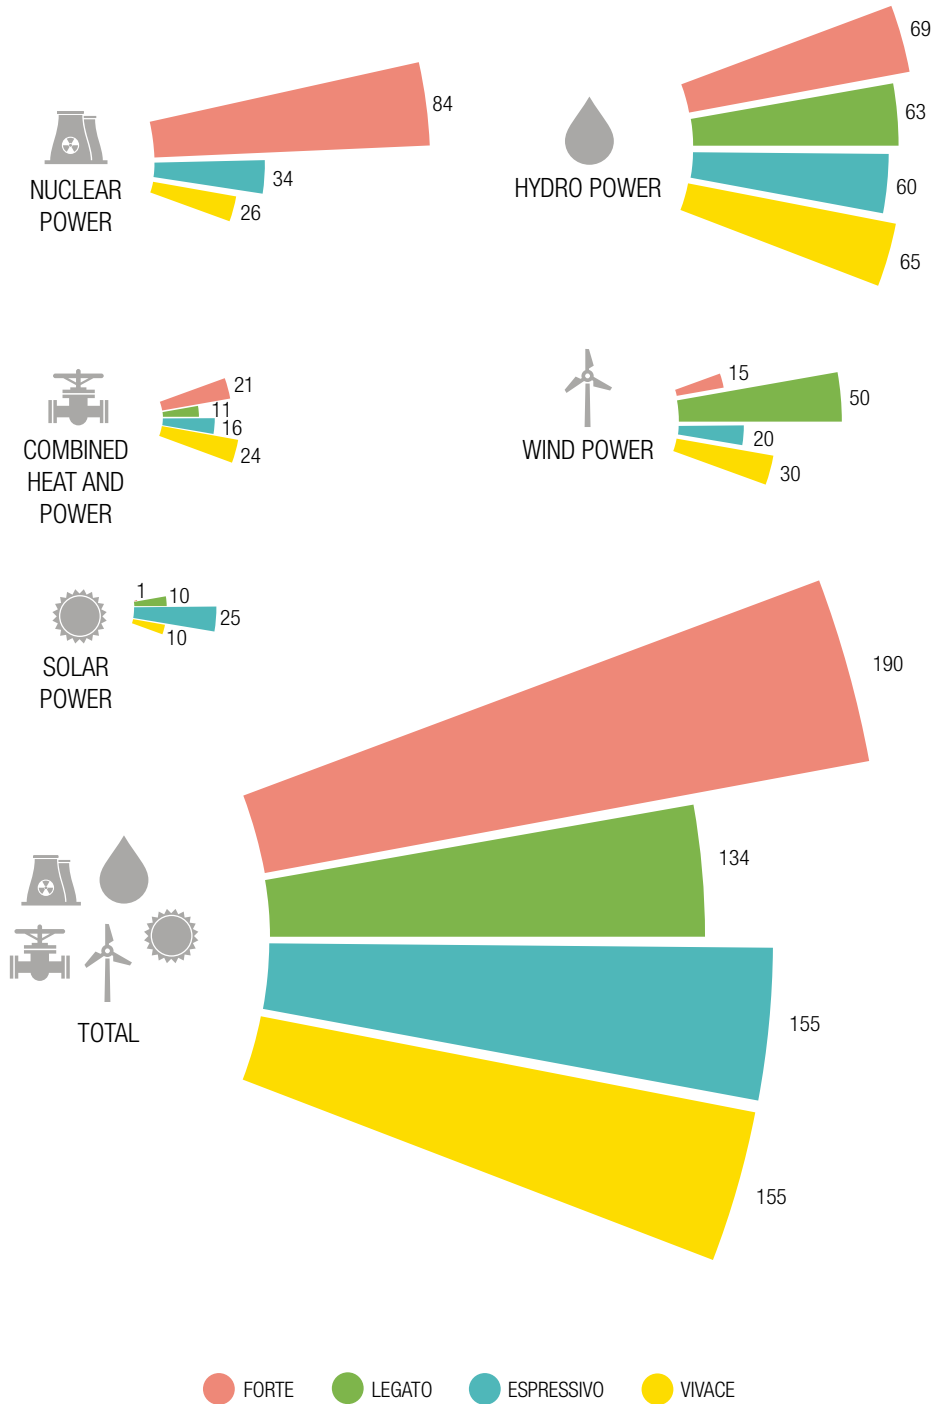 84
34
26
NUCLEAR
POWER
69
63
60
65
HYDRO POWER
21
11
16
24
COMBINED
HEAT AND
POWER
15
50
20
30
WIND POWER
1
10
25
10
SOLAR
POWER
190
134
155
155
TOTAL
FORTE
LEGATO
ESPRESSIVO
VIVACE